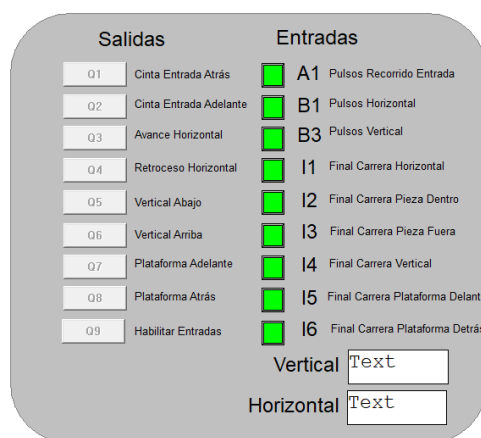 Salidas Entradas
Q1 Cinta Entrada Atrás A1 Pulsos Recorrido Entrada
Q2 Cinta Entrada Adelante B1 Pulsos Horizontal
Q3 Avance Horizontal B3 Pulsos Vertical
Q4 Retroceso Horizontal I1 Final Carrera Horizontal
Q5 Vertical Abajo I2 Final Carrera Pieza Dentro
Q6 Vertical Arriba I3 Final Carrera Pieza Fuera
Q7 Plataforma Adelante I4 Final Carrera Vertical
Q8 Plataforma Atrás I5 Final Carrera Plataforma Delant
Q9 Habilitar Entradas I6 Final Carrera Plataforma Detrás
Vertical Text
Horizontal Text